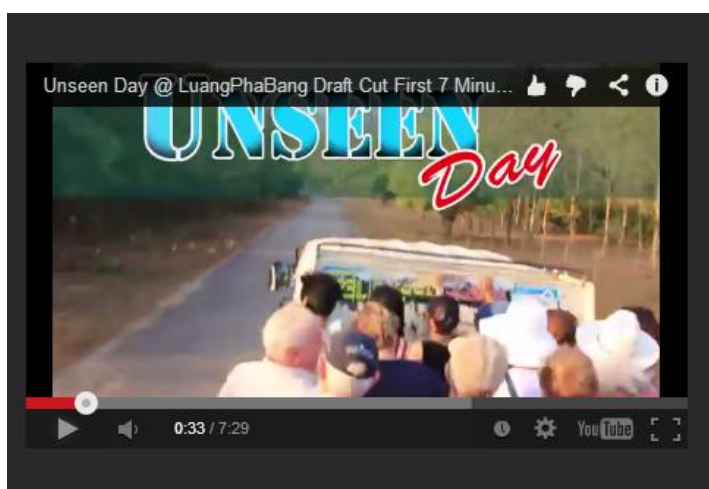 Unseen Day @ LuangPhaBang Draft Cut First 7 Minu...
UNSEEN
Day
0:33 / 7:29
YouTube